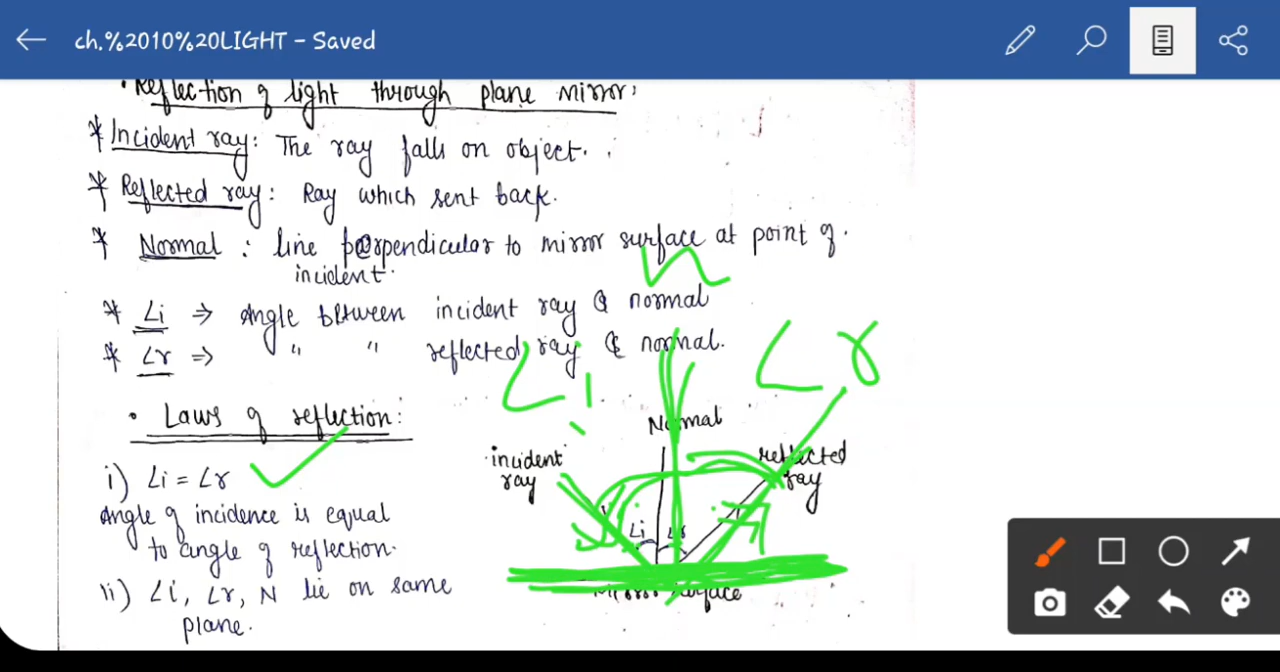 ch.%2010%20LIGHT – Saved
• Reflection of light through plane mirror:
* Incident ray: The ray falls on object.
* Reflected ray: Ray which sent back.
* Normal : line perpendicular to mirror surface at point of
incident.
* ∠i ⇒ Angle between incident ray & normal
* ∠r ⇒ " " reflected ray & normal.
∠i
∠r
• Laws of reflection:
i) ∠i = ∠r
Angle of incidence is equal
to angle of reflection.
ii) ∠i, ∠r, N lie on same
plane.
Normal
incident
ray
reflected
ray
∠i
∠r
Mirror surface